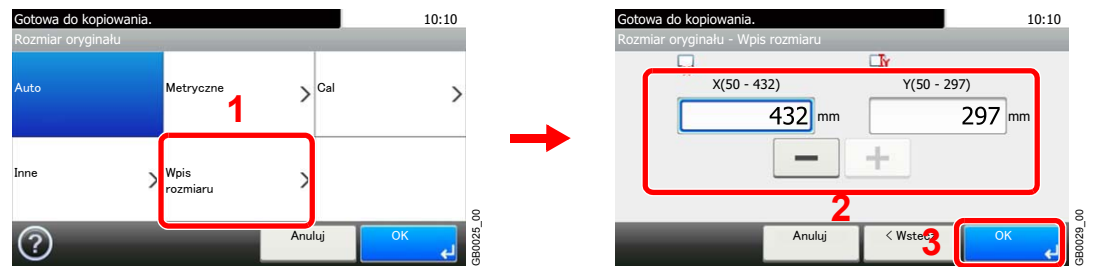 Gotowa do kopiowania.
10:10
Rozmiar oryginału
Auto
Metryczne
Cal
1
Inne
Wpis
rozmiaru
?
Anuluj
OK
GB0025_00
Gotowa do kopiowania.
10:10
Rozmiar oryginału - Wpis rozmiaru
Y
X(50 - 432)
Y(50 - 297)
432 mm
297 mm
2
Anuluj
< Wstecz
3
OK
GB0029_00